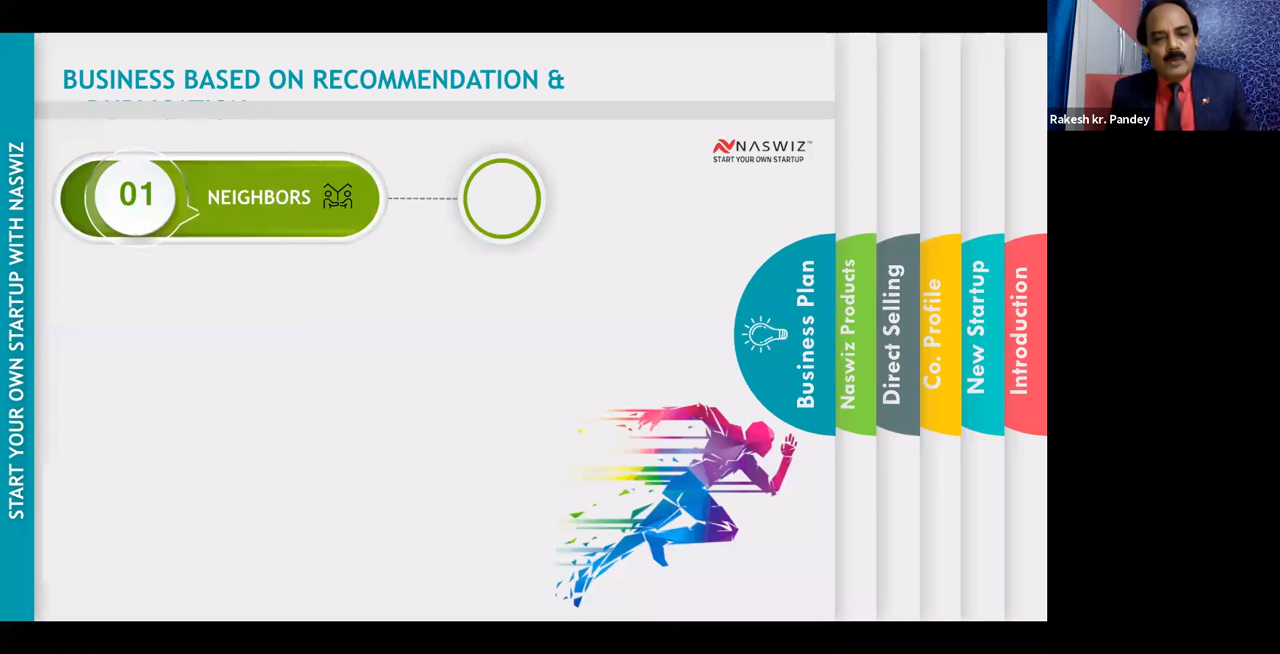 BUSINESS BASED ON RECOMMENDATION &
01
NEIGHBORS
NASWIZ™
START YOUR OWN STARTUP
START YOUR OWN STARTUP WITH NASWIZ
Business Plan
Naswiz Products
Direct Selling
Co. Profile
New Startup
Introduction
Rakesh kr. Pandey